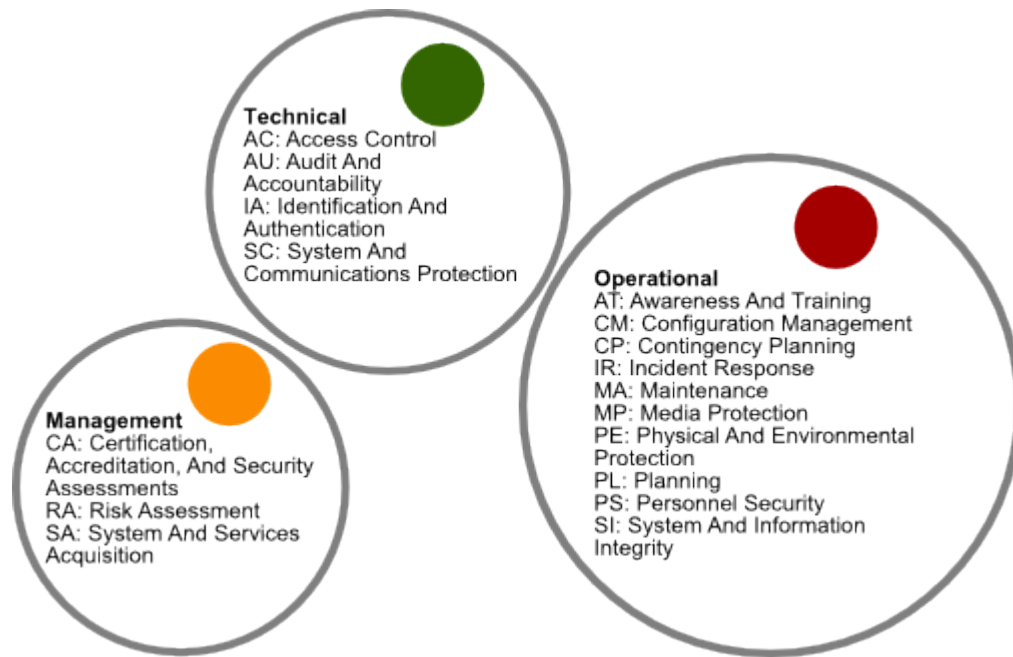 Technical
AC: Access Control
AU: Audit And
Accountability
IA: Identification And
Authentication
SC: System And
Communications Protection
Operational
AT: Awareness And Training
CM: Configuration Management
CP: Contingency Planning
IR: Incident Response
MA: Maintenance
MP: Media Protection
PE: Physical And Environmental
Protection
PL: Planning
PS: Personnel Security
SI: System And Information
Integrity
Management
CA: Certification,
Accreditation, And Security
Assessments
RA: Risk Assessment
SA: System And Services
Acquisition